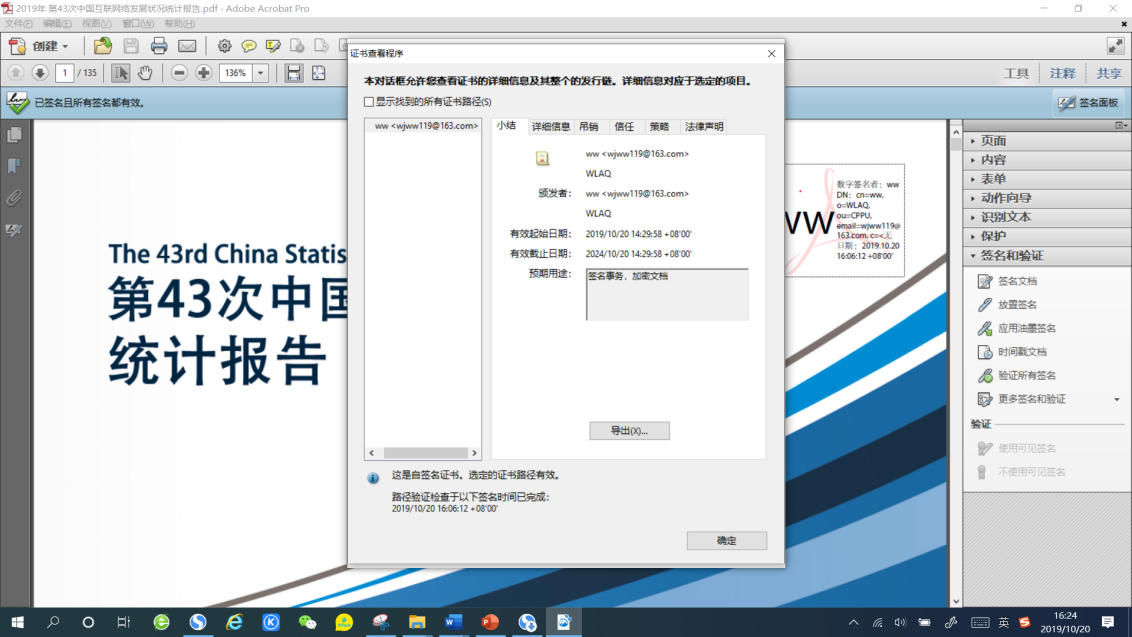 2019年 第43次中国互联网络发展状况统计报告.pdf - Adobe Acrobat Pro
文件(F) 编辑(E) 视图(V) 窗口(W) 帮助(H)
创建
1 / 135
136%
工具 注释 共享
已签名且所有签名都有效。
签名面板
The 43rd China Statis
第43次中国
统计报告
证书查看程序
本对话框允许您查看证书的详细信息及其整个的发行链。详细信息对应于选定的项目。
显示找到的所有证书路径(S)
ww <wjww119@163.com>
小结 详细信息 吊销 信任 策略 法律声明
ww <wjww119@163.com>
WLAQ
颁发者: ww <wjww119@163.com>
WLAQ
有效起始日期: 2019/10/20 14:29:58 +08'00'
有效截止日期: 2024/10/20 14:29:58 +08'00'
预期用途: 签名事务，加密文档
导出(X)...
这是自签名证书。选定的证书路径有效。
路径验证检查于以下签名时间已完成:
2019/10/20 16:06:12 +08'00'
确定
数字签名者: ww
DN: cn=ww,
o=WLAQ,
ou=CPPU,
email=wjww119@
163.com, c=<无
日期: 2019.10.20
16:06:12 +08'00'
页面
内容
表单
动作向导
识别文本
保护
签名和验证
签名文档
放置签名
应用油墨签名
时间戳文档
验证所有签名
更多签名和验证
验证
使用可见签名
不使用可见签名
英
16:24
2019/10/20